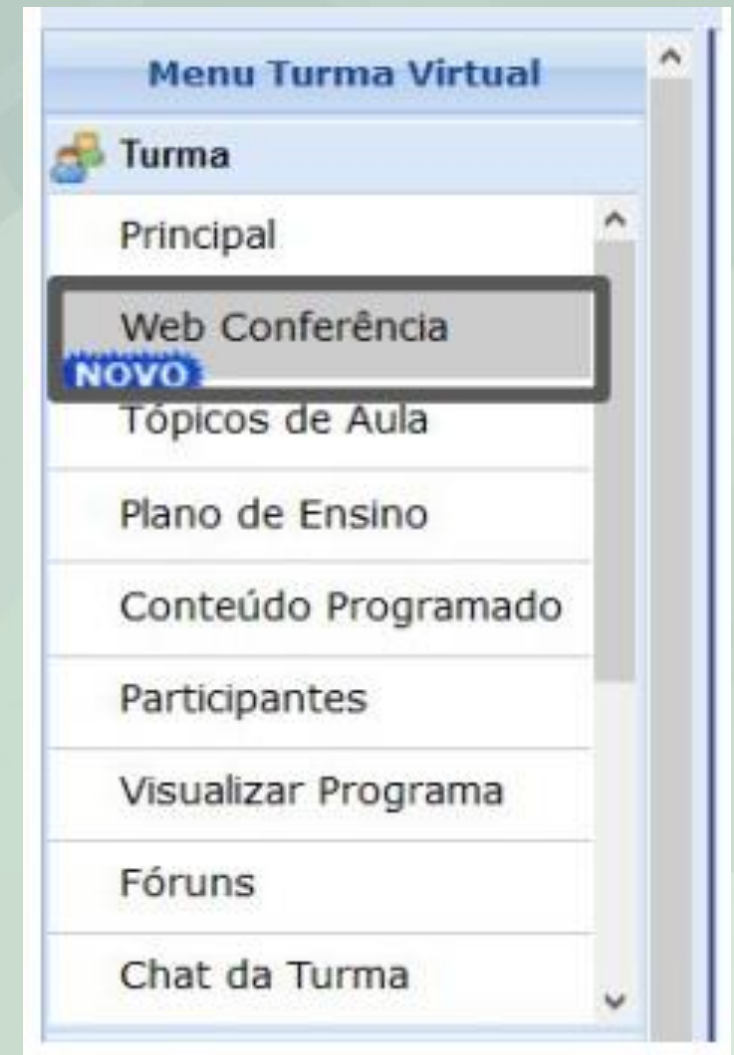 Menu Turma Virtual
Turma
Principal
Web Conferência
NOVO
Tópicos de Aula
Plano de Ensino
Conteúdo Programado
Participantes
Visualizar Programa
Fóruns
Chat da Turma